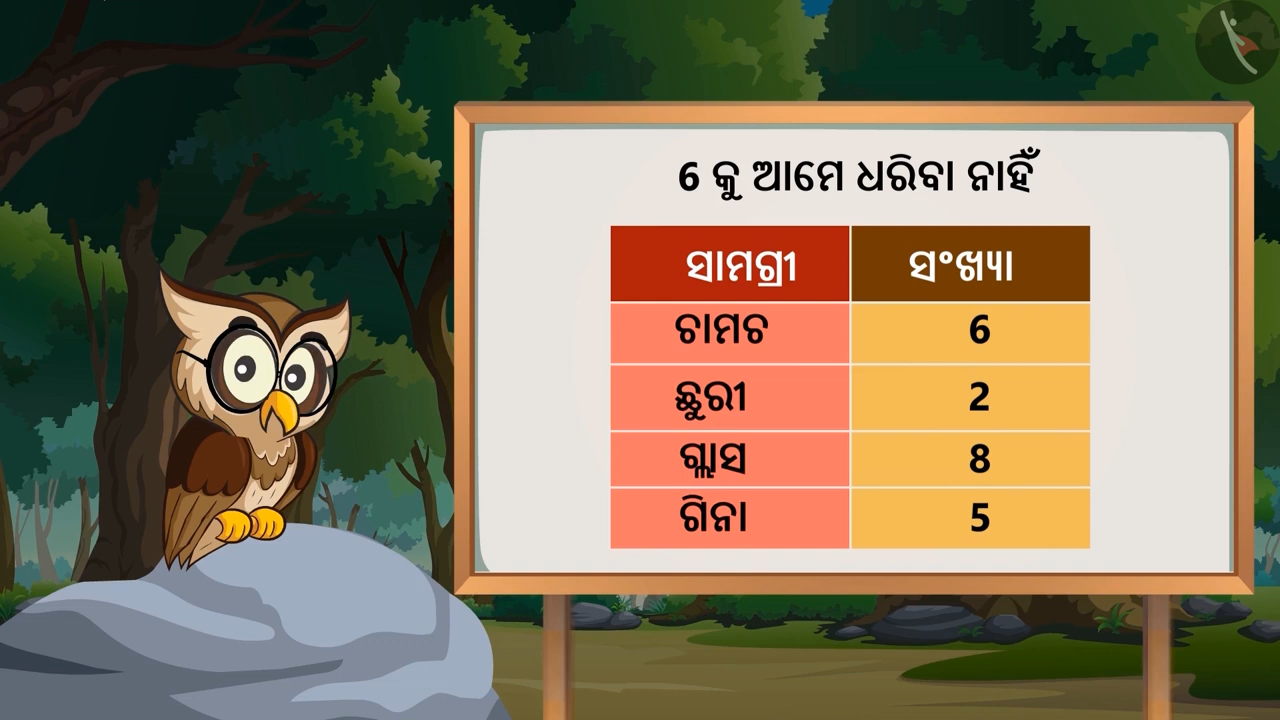 6 କୁ ଆମେ ଧରିବା ନାହିଁ
ସାମଗ୍ରୀ ସଂଖ୍ୟା
ଚାମଚ 6
ଛୁରୀ 2
ଗ୍ଲାସ 8
ଗିନା 5